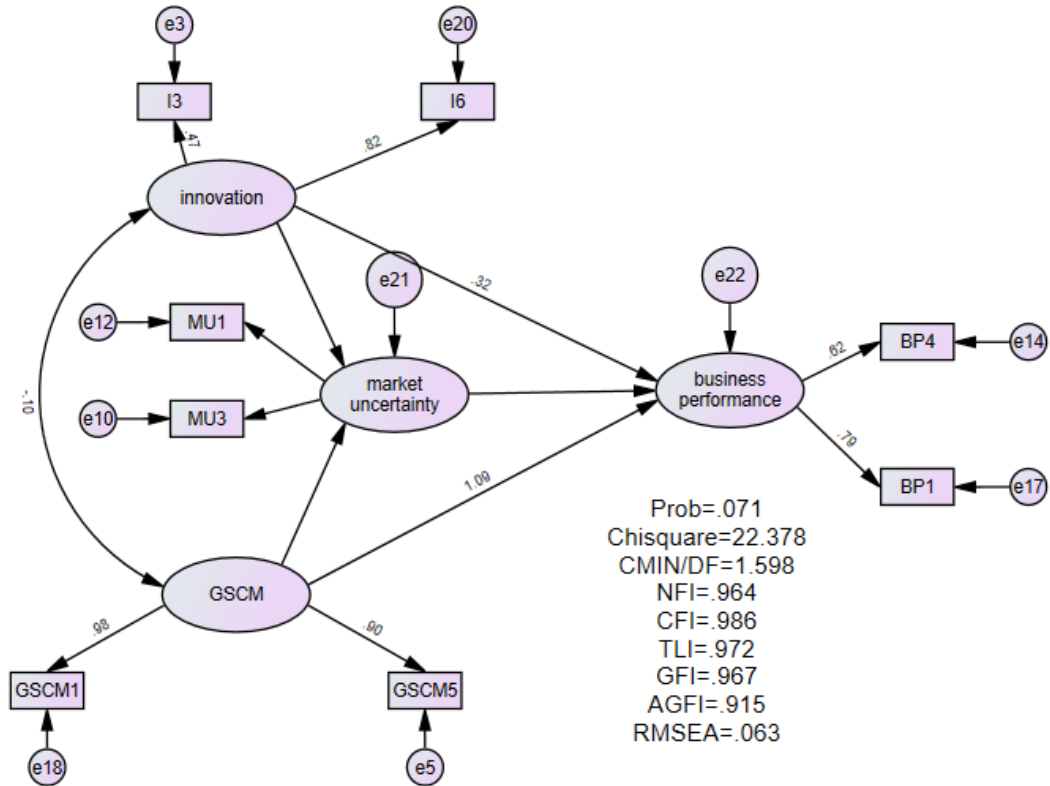 e3
e20
I3
I6
.47
.82
innovation
e21
.32
e22
e12
MU1
BP4
e14
.62
market
uncertainty
business
performance
-.10
e10
MU3
.79
BP1
e17
1.09
Prob=.071
Chisquare=22.378
CMIN/DF=1.598
NFI=.964
CFI=.986
TLI=.972
GFI=.967
AGFI=.915
RMSEA=.063
GSCM
.98
.90
GSCM1
GSCM5
e18
e5